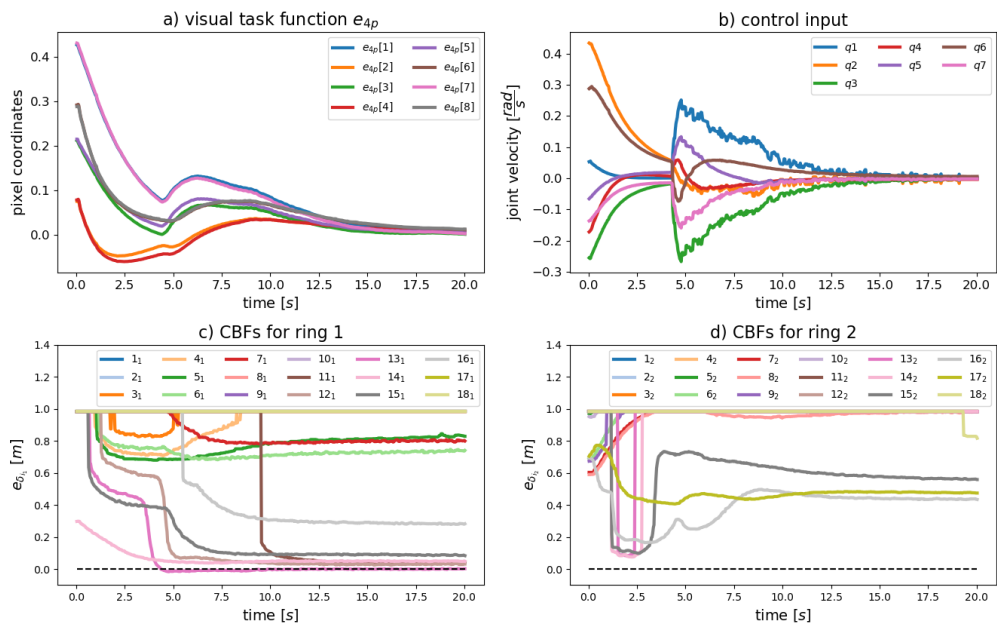 a) visual task function e4p
pixel coordinates
0.4
0.3
0.2
0.1
0.0
e4p[1] e4p[5]
e4p[2] e4p[6]
e4p[3] e4p[7]
e4p[4] e4p[8]
0.0 2.5 5.0 7.5 10.0 12.5 15.0 17.5 20.0
time [s]
b) control input
joint velocity [rad/s]
0.4
0.3
0.2
0.1
0.0
−0.1
−0.2
−0.3
q1 q4 q6
q2 q5 q7
q3
0.0 2.5 5.0 7.5 10.0 12.5 15.0 17.5 20.0
time [s]
c) CBFs for ring 1
eδi1 [m]
1.4
1.2
1.0
0.8
0.6
0.4
0.2
0.0
1₁ 4₁ 7₁ 10₁ 13₁ 16₁
2₁ 5₁ 8₁ 11₁ 14₁ 17₁
3₁ 6₁ 9₁ 12₁ 15₁ 18₁
0.0 2.5 5.0 7.5 10.0 12.5 15.0 17.5 20.0
time [s]
d) CBFs for ring 2
eδi2 [m]
1.4
1.2
1.0
0.8
0.6
0.4
0.2
0.0
1₂ 4₂ 7₂ 10₂ 13₂ 16₂
2₂ 5₂ 8₂ 11₂ 14₂ 17₂
3₂ 6₂ 9₂ 12₂ 15₂ 18₂
0.0 2.5 5.0 7.5 10.0 12.5 15.0 17.5 20.0
time [s]